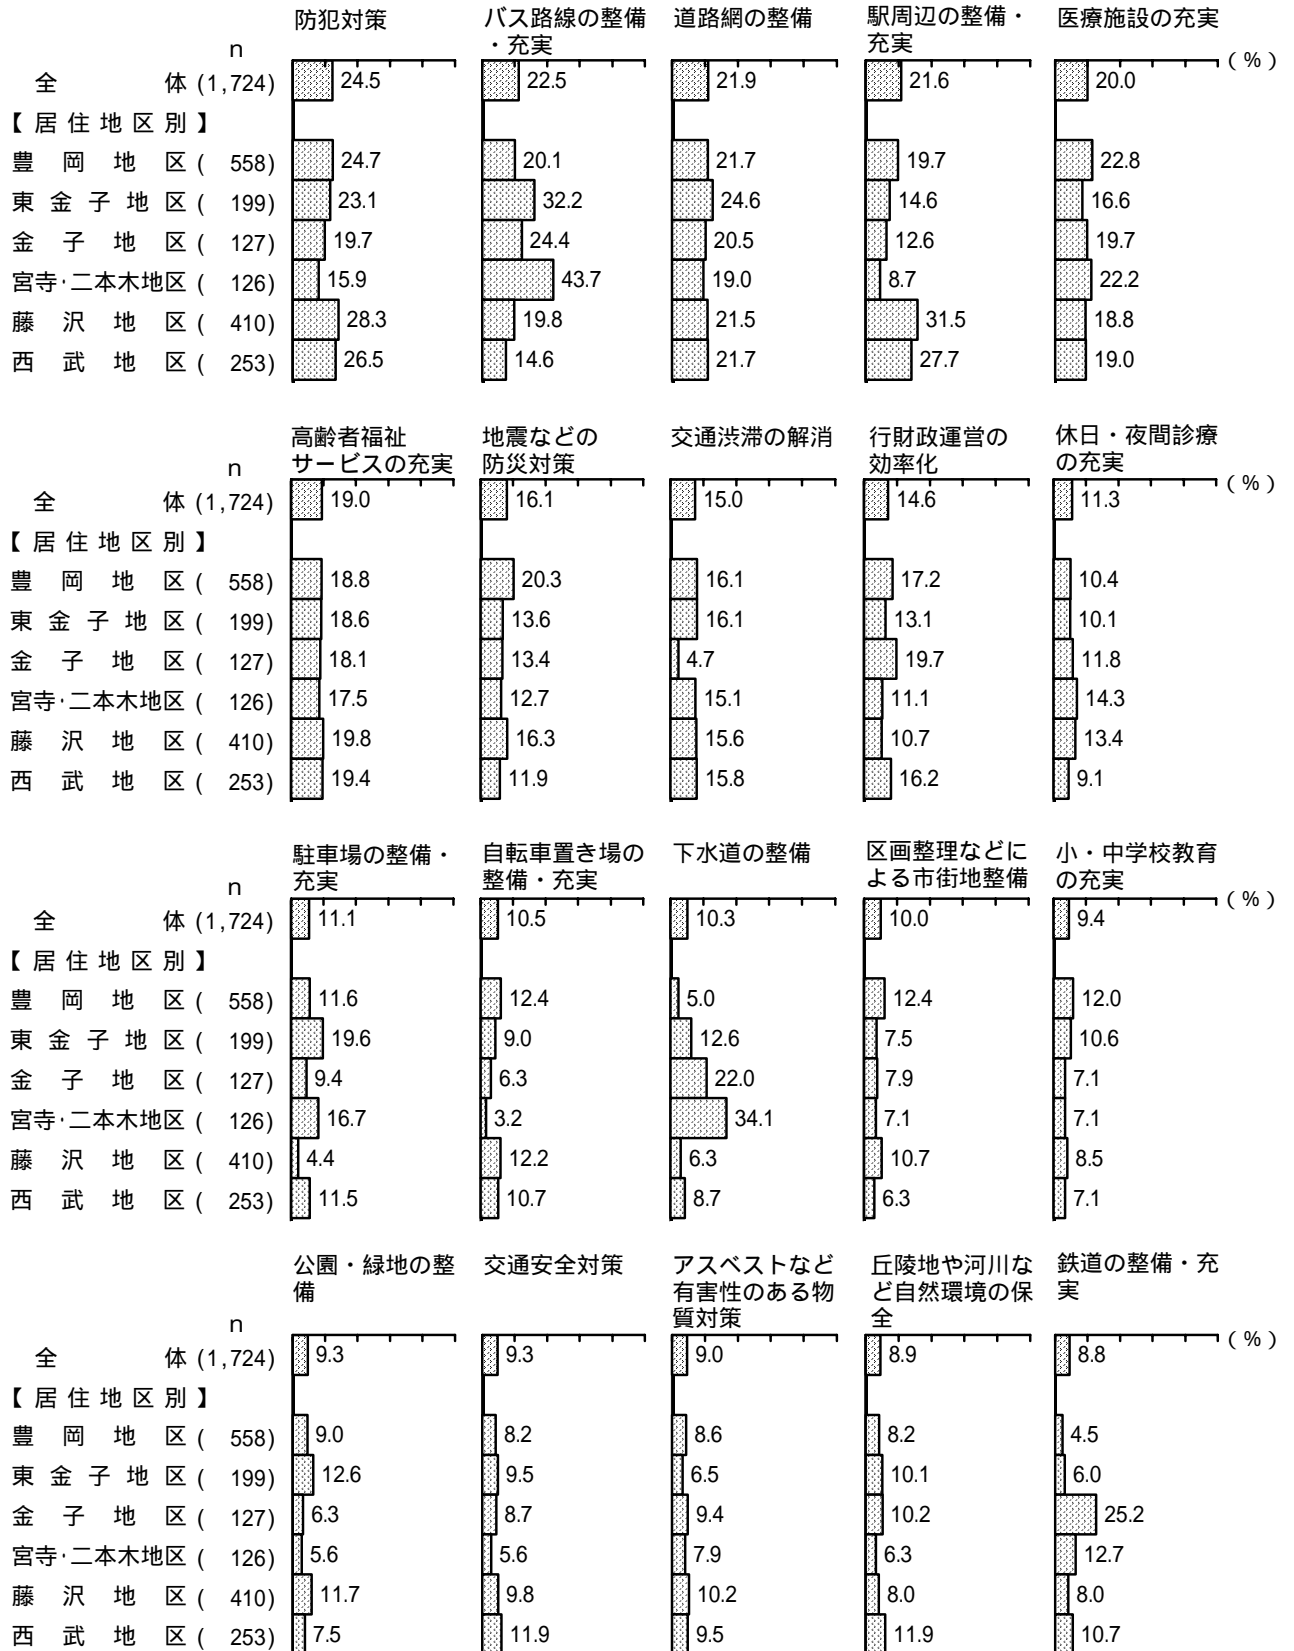 防犯対策 バス路線の整備・充実 道路網の整備 駅周辺の整備・充実 医療施設の充実
n
(%)
全体 (1,724) 24.5 22.5 21.9 21.6 20.0
【居住地区別】
豊岡地区 ( 558) 24.7 20.1 21.7 19.7 22.8
東金子地区 ( 199) 23.1 32.2 24.6 14.6 16.6
金子地区 ( 127) 19.7 24.4 20.5 12.6 19.7
宮寺・二本木地区 ( 126) 15.9 43.7 19.0 8.7 22.2
藤沢地区 ( 410) 28.3 19.8 21.5 31.5 18.8
西武地区 ( 253) 26.5 14.6 21.7 27.7 19.0
高齢者福祉サービスの充実 地震などの防災対策 交通渋滞の解消 行財政運営の効率化 休日・夜間診療の充実
n
(%)
全体 (1,724) 19.0 16.1 15.0 14.6 11.3
【居住地区別】
豊岡地区 ( 558) 18.8 20.3 16.1 17.2 10.4
東金子地区 ( 199) 18.6 13.6 16.1 13.1 10.1
金子地区 ( 127) 18.1 13.4 4.7 19.7 11.8
宮寺・二本木地区 ( 126) 17.5 12.7 15.1 11.1 14.3
藤沢地区 ( 410) 19.8 16.3 15.6 10.7 13.4
西武地区 ( 253) 19.4 11.9 15.8 16.2 9.1
駐車場の整備・充実 自転車置き場の整備・充実 下水道の整備 区画整理などによる市街地整備 小・中学校教育の充実
n
(%)
全体 (1,724) 11.1 10.5 10.3 10.0 9.4
【居住地区別】
豊岡地区 ( 558) 11.6 12.4 5.0 12.4 12.0
東金子地区 ( 199) 19.6 9.0 12.6 7.5 10.6
金子地区 ( 127) 9.4 6.3 22.0 7.9 7.1
宮寺・二本木地区 ( 126) 16.7 3.2 34.1 7.1 7.1
藤沢地区 ( 410) 4.4 12.2 6.3 10.7 8.5
西武地区 ( 253) 11.5 10.7 8.7 6.3 7.1
公園・緑地の整備 交通安全対策 アスベストなど有害性のある物質対策 丘陵地や河川など自然環境の保全 鉄道の整備・充実
n
(%)
全体 (1,724) 9.3 9.3 9.0 8.9 8.8
【居住地区別】
豊岡地区 ( 558) 9.0 8.2 8.6 8.2 4.5
東金子地区 ( 199) 12.6 9.5 6.5 10.1 6.0
金子地区 ( 127) 6.3 8.7 9.4 10.2 25.2
宮寺・二本木地区 ( 126) 5.6 5.6 7.9 6.3 12.7
藤沢地区 ( 410) 11.7 9.8 10.2 8.0 8.0
西武地区 ( 253) 7.5 11.9 9.5 11.9 10.7